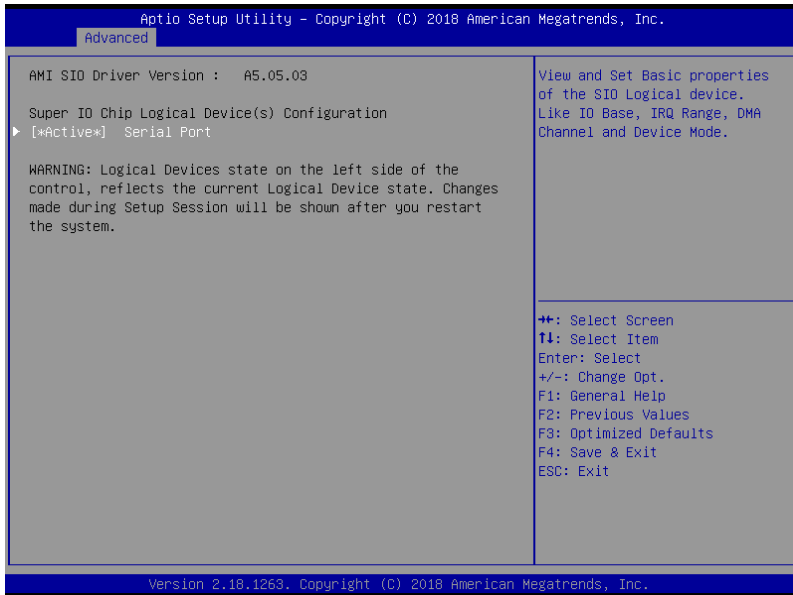 Aptio Setup Utility – Copyright (C) 2018 American Megatrends, Inc.
Advanced
AMI SIO Driver Version :   A5.05.03
Super IO Chip Logical Device(s) Configuration
[*Active*]  Serial Port
WARNING: Logical Devices state on the left side of the
control, reflects the current Logical Device state. Changes
made during Setup Session will be shown after you restart
the system.
View and Set Basic properties
of the SIO Logical device.
Like IO Base, IRQ Range, DMA
Channel and Device Mode.
→←: Select Screen
↑↓: Select Item
Enter: Select
+/-: Change Opt.
F1: General Help
F2: Previous Values
F3: Optimized Defaults
F4: Save & Exit
ESC: Exit
Version 2.18.1263. Copyright (C) 2018 American Megatrends, Inc.